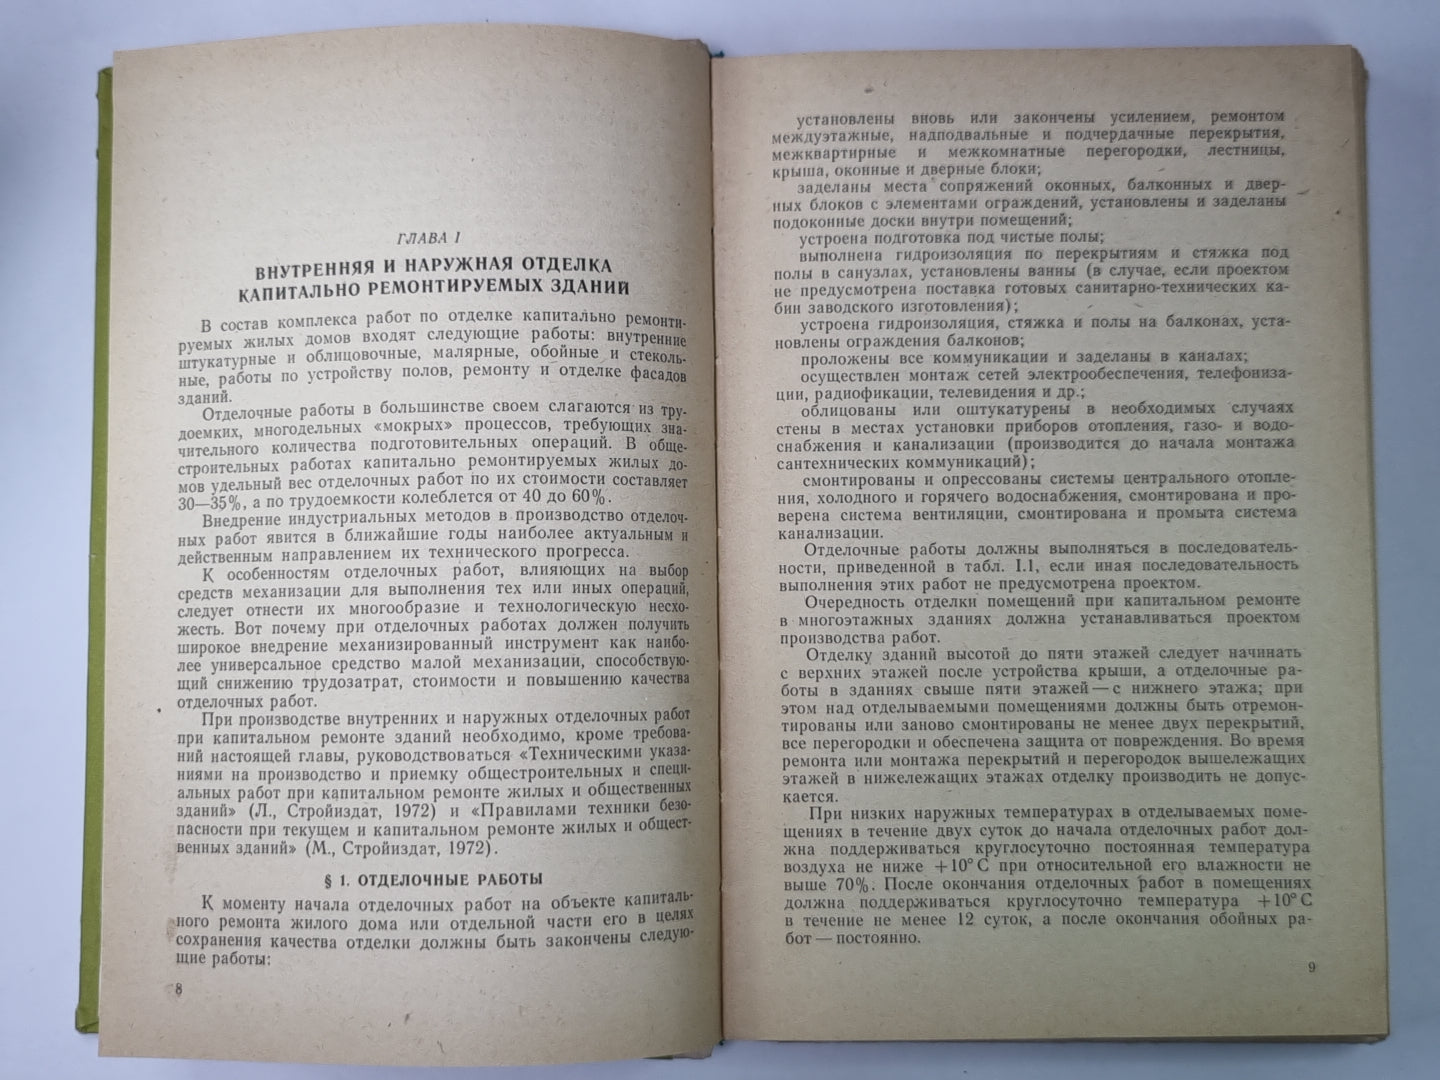 ГЛАВА I
ВНУТРЕННЯЯ И НАРУЖНАЯ ОТДЕЛКА
КАПИТАЛЬНО РЕМОНТИРУЕМЫХ ЗДАНИЙ
В состав комплекса работ по отделке капитально ремонти-
руемых жилых домов входят следующие работы: внутренние
штукатурные и облицовочные, малярные, обойные и стеколь-
ные, работы по устройству полов, ремонту и отделке фасадов
зданий.
Отделочные работы в большинстве своем слагаются из тру-
доемких, многодельных «мокрых» процессов, требующих зна-
чительного количества подготовительных операций. В обще-
строительных работах капитально ремонтируемых жилых до-
мов удельный вес отделочных работ по их стоимости составляет
30—35%, а по трудоемкости колеблется от 40 до 60%.
Внедрение индустриальных методов в производство отделоч-
ных работ явится в ближайшие годы наиболее актуальным и
действенным направлением их технического прогресса.
К особенностям отделочных работ, влияющих на выбор
средств механизации для выполнения тех или иных операций,
следует отнести их многообразие и технологическую несхо-
жесть. Вот почему при отделочных работах должен получить
широкое внедрение механизированный инструмент как наибо-
лее универсальное средство малой механизации, способствую-
щий снижению трудозатрат, стоимости и повышению качества
отделочных работ.
При производстве внутренних и наружных отделочных работ
при капитальном ремонте зданий необходимо, кроме требова-
ний настоящей главы, руководствоваться «Техническими указа-
ниями на производство и приемку общестроительных и специ-
альных работ при капитальном ремонте жилых и общественных
зданий» (Л., Стройиздат, 1972) и «Правилами техники безо-
пасности при текущем и капитальном ремонте жилых и общест-
венных зданий» (М., Стройиздат, 1972).
§ 1. ОТДЕЛОЧНЫЕ РАБОТЫ
К моменту начала отделочных работ на объекте капиталь-
ного ремонта жилого дома или отдельной части его в целях
сохранения качества отделки должны быть закончены следую-
щие работы:
8
установлены вновь или закончены усилением, ремонтом
междуэтажные, надподвальные и подчердачные перекрытия,
межквартирные и межкомнатные перегородки, лестницы,
крыша, оконные и дверные блоки;
заделаны места сопряжений оконных, балконных и двер-
ных блоков с элементами ограждений, установлены и заделаны
подоконные доски внутри помещений;
устроена подготовка под чистые полы;
выполнена гидроизоляция по перекрытиям и стяжка под
полы в санузлах, установлены ванны (в случае, если проектом
не предусмотрена поставка готовых санитарно-технических ка-
бин заводского изготовления);
устроена гидроизоляция, стяжка и полы на балконах, уста-
новлены ограждения балконов;
проложены все коммуникации и заделаны в каналах;
осуществлен монтаж сетей электрообеспечения, телефониза-
ции, радиофикации, телевидения и др.;
облицованы или оштукатурены в необходимых случаях
стены в местах установки приборов отопления, газо- и водо-
снабжения и канализации (производится до начала монтажа
сантехнических коммуникаций);
смонтированы и опрессованы системы центрального отопле-
ния, холодного и горячего водоснабжения, смонтирована и про-
верена система вентиляции, смонтирована и промыта система
канализации.
Отделочные работы должны выполняться в последователь-
ности, приведенной в табл. I.1, если иная последовательность
выполнения этих работ не предусмотрена проектом.
Очередность отделки помещений при капитальном ремонте
в многоэтажных зданиях должна устанавливаться проектом
производства работ.
Отделку зданий высотой до пяти этажей следует начинать
с верхних этажей после устройства крыши, а отделочные ра-
боты в зданиях свыше пяти этажей — с нижнего этажа; при
этом над отделываемыми помещениями должны быть отремон-
тированы или заново смонтированы не менее двух перекрытий,
все перегородки и обеспечена защита от повреждения. Во время
ремонта или монтажа перекрытий и перегородок вышележащих
этажей в нижележащих этажах отделку производить не допус-
кается.
При низких наружных температурах в отделываемых поме-
щениях в течение двух суток до начала отделочных работ дол-
жна поддерживаться круглосуточно постоянная температура
воздуха не ниже +10°С при относительной его влажности не
выше 70%. После окончания отделочных работ в помещениях
должна поддерживаться круглосуточно температура +10°С
в течение не менее 12 суток, а после окончания обойных ра-
бот — постоянно.
9